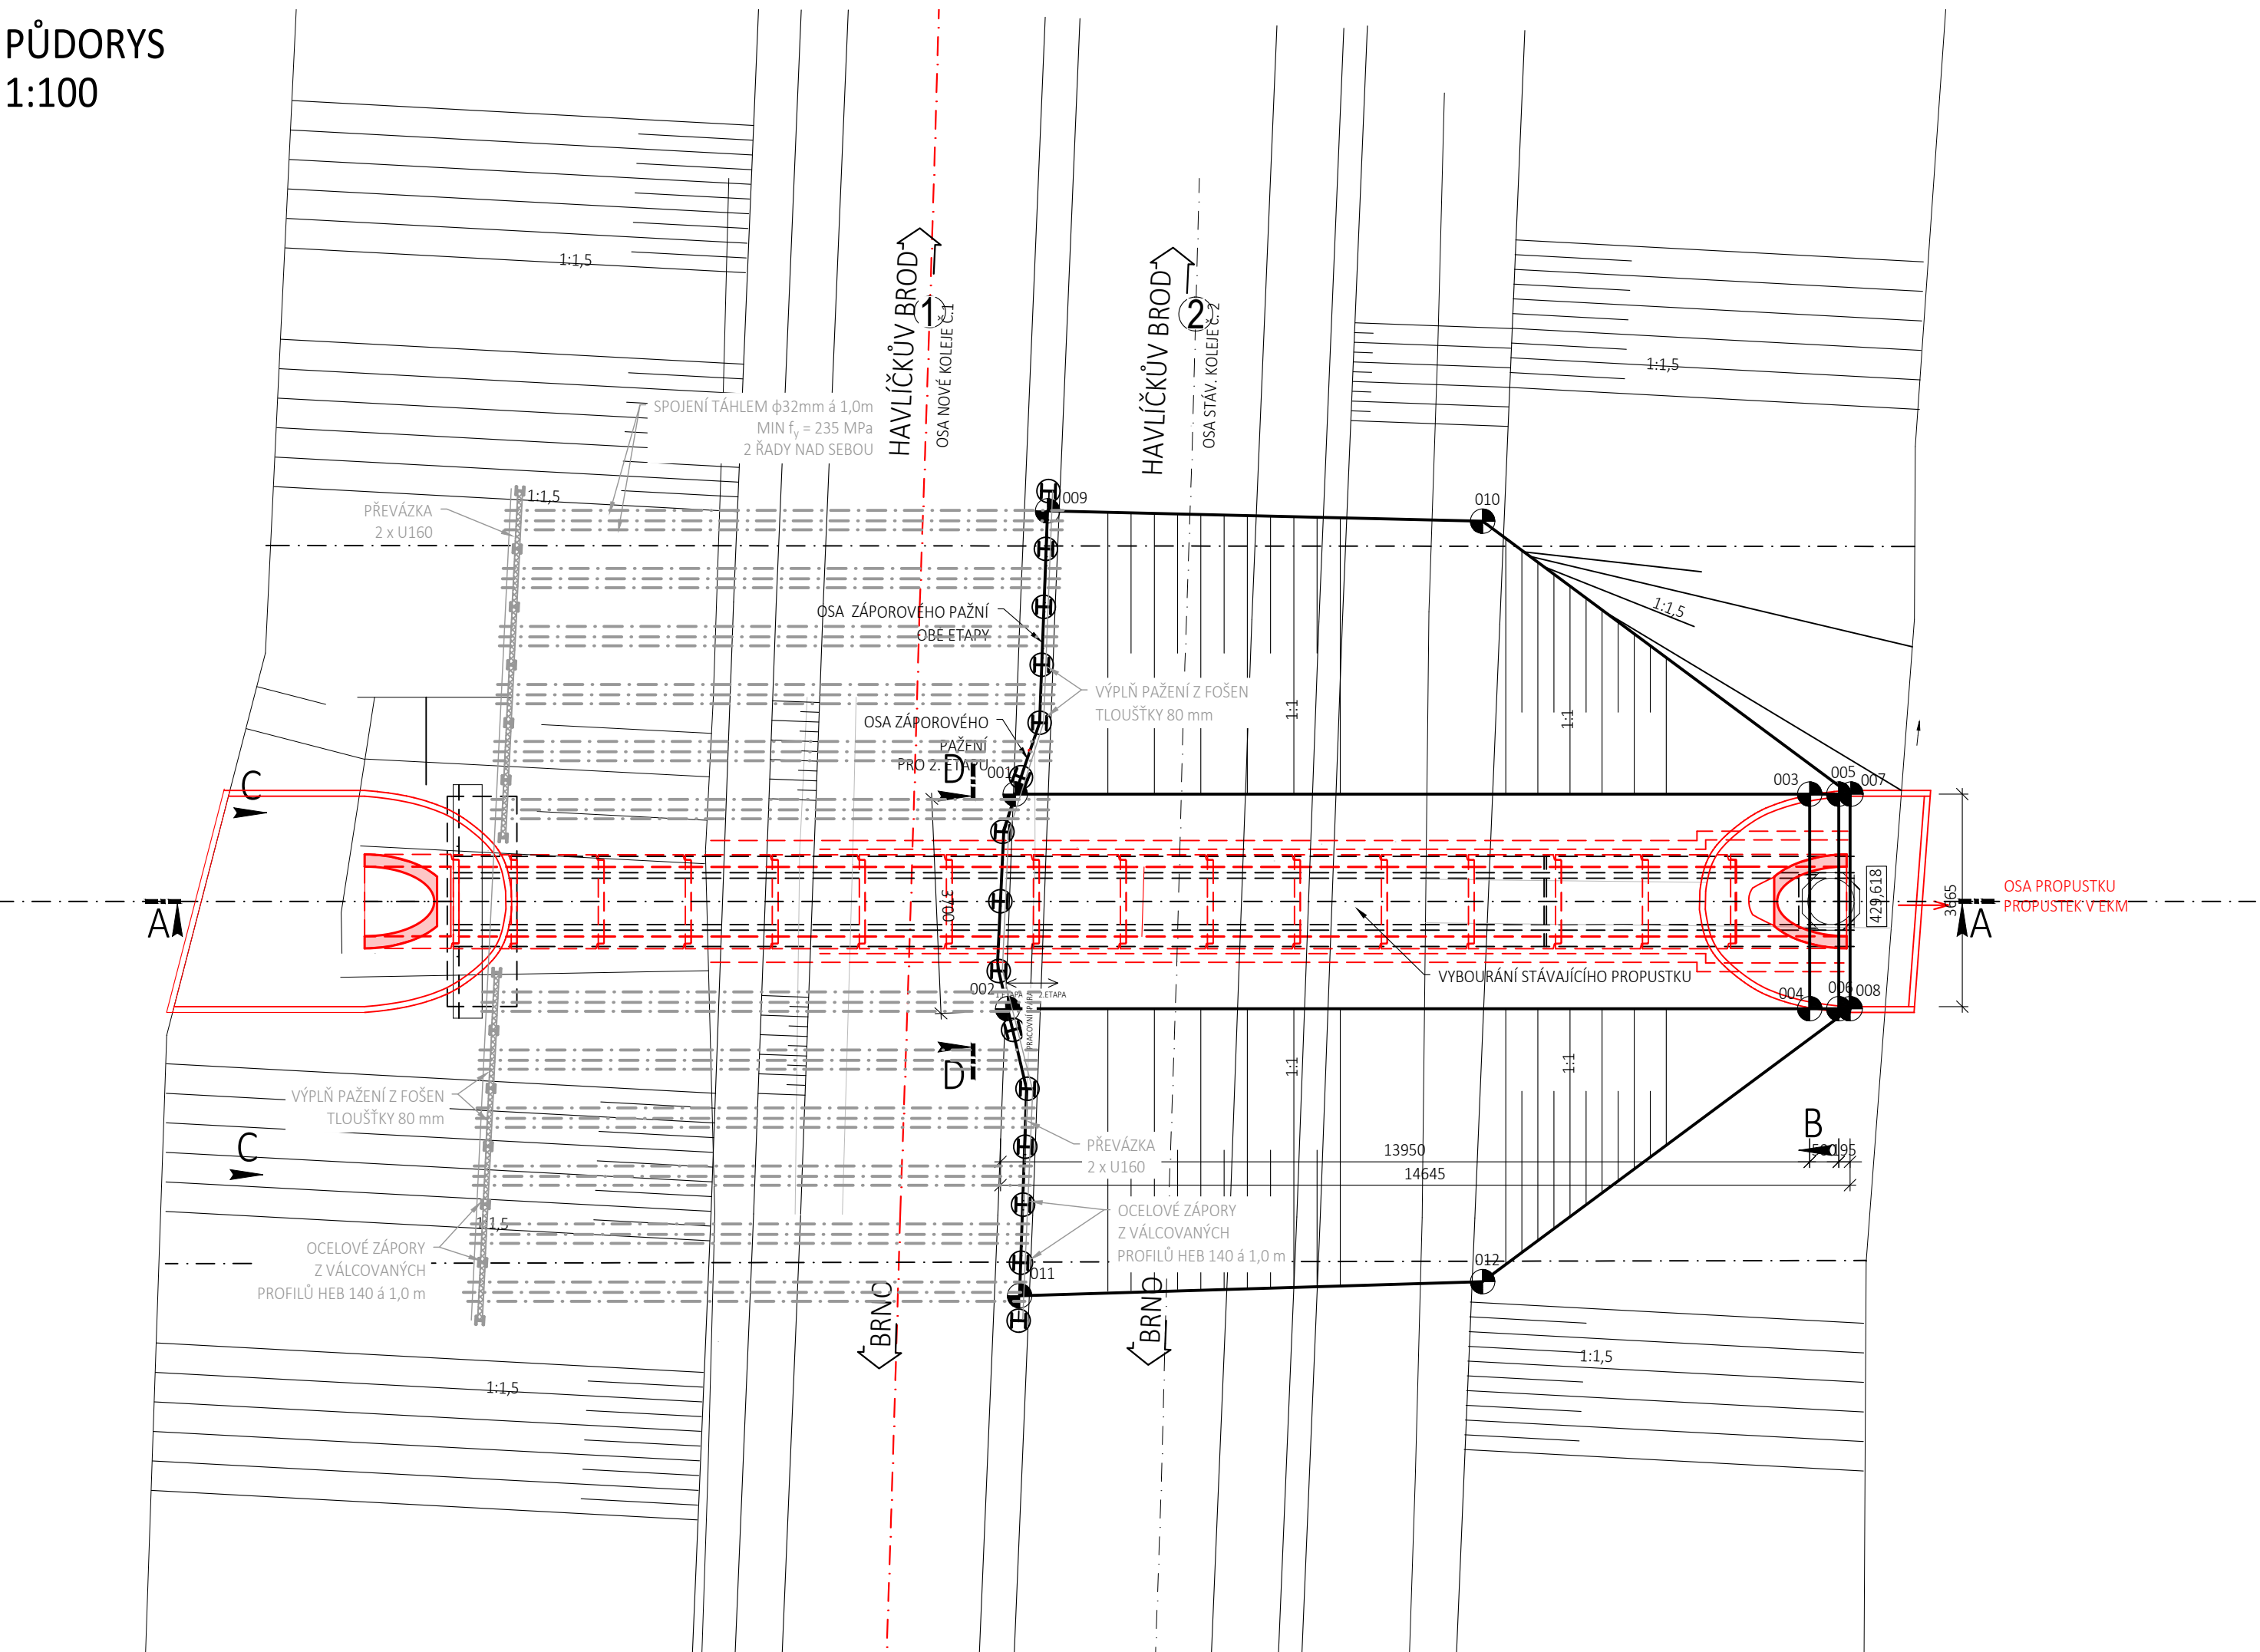 PŮDORYS
1:100
1:1,5
HAVLÍČKŮV BROD
1
OSA NOVÉ KOLEJE Č.1
HAVLÍČKŮV BROD
2
OSA STÁV. KOLEJE Č.2
1:1,5
SPOJENÍ TÁHLEM ϕ32mm á 1,0m
MIN fy = 235 MPa
2 ŘADY NAD SEBOU
PŘEVÁZKA
2 x U160
1:1,5
009
010
OSA ZÁPOROVÉHO PAŽNÍ
OBĚ ETAPY
1:1,5
VÝPLŇ PAŽENÍ Z FOŠEN
TLOUŠŤKY 80 mm
1:1
1:1
OSA ZÁPOROVÉHO
PAŽENÍ
PRO 2. ETAPU
D
001
003
005
007
C
3700
429,618
3665
OSA PROPUSTKU
PROPUSTEK V EKM
A
A
VYBOURÁNÍ STÁVAJÍCÍHO PROPUSTKU
002
2.ETAPA
PRACOVNÍ SPÁRA
004
006
008
D
1:1
1:1
VÝPLŇ PAŽENÍ Z FOŠEN
TLOUŠŤKY 80 mm
C
B
PŘEVÁZKA
2 x U160
13950
195
14645
1:1,5
OCELOVÉ ZÁPORY
Z VÁLCOVANÝCH
PROFILŮ HEB 140 á 1,0 m
OCELOVÉ ZÁPORY
Z VÁLCOVANÝCH
PROFILŮ HEB 140 á 1,0 m
011
012
BRNO
BRNO
1:1,5
1:1,5